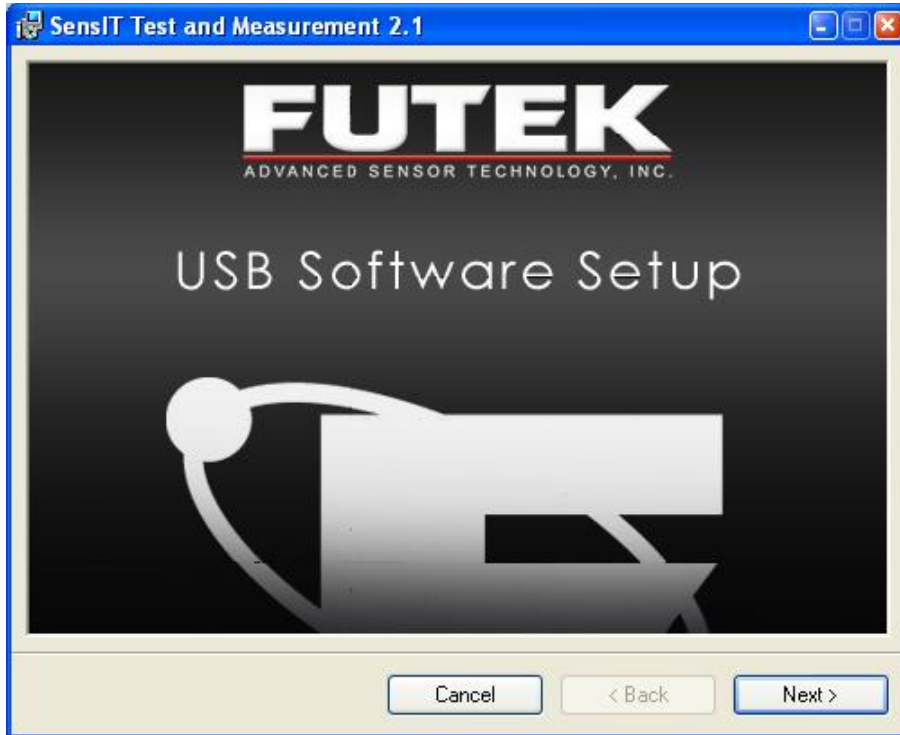 SensIT Test and Measurement 2.1
FUTEK
ADVANCED SENSOR TECHNOLOGY, INC.
USB Software Setup
Cancel
< Back
Next >